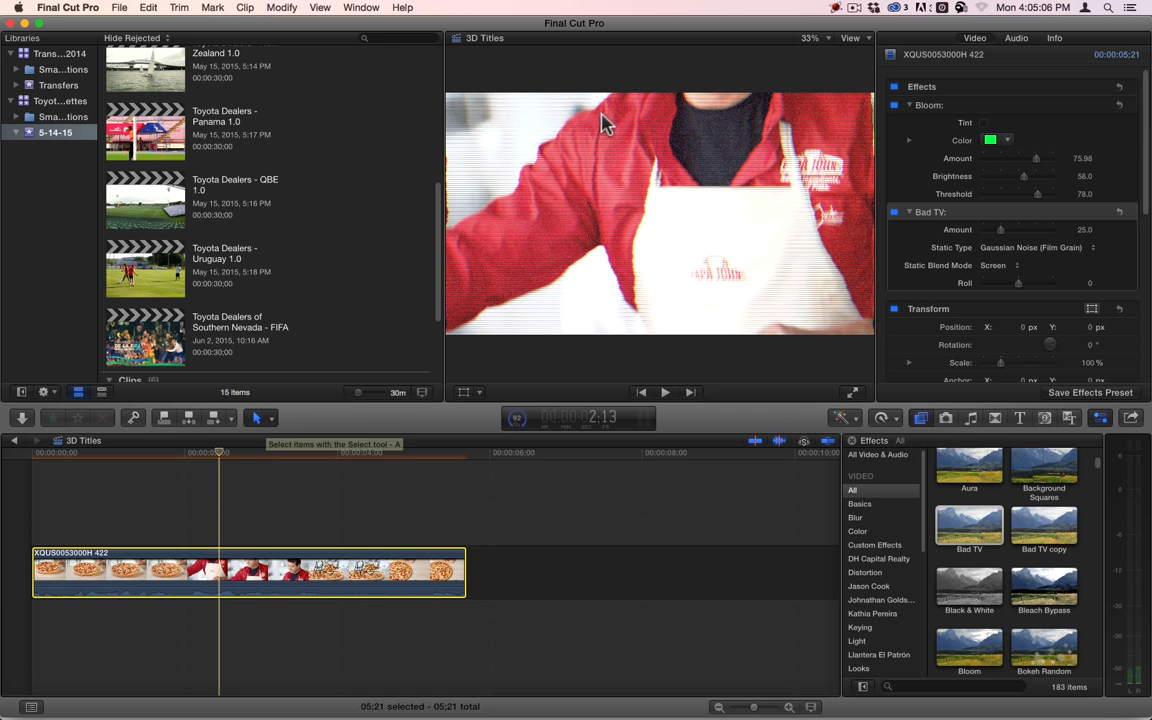 Final Cut Pro File Edit Trim Mark Clip Modify View Window Help
3 Mon 4:05:06 PM
Final Cut Pro
Libraries
Hide Rejected
3D Titles
33% View
Video Audio Info
Trans...2014
Sma...tions
Transfers
Toyot...ettes
Sma...tions
5-14-15
Zealand 1.0
May 15, 2015, 5:14 PM
00:00:30;00
Toyota Dealers -
Panama 1.0
May 15, 2015, 5:17 PM
00:00:30;00
Toyota Dealers - QBE
1.0
May 15, 2015, 5:16 PM
00:00:30;00
Toyota Dealers -
Uruguay 1.0
May 15, 2015, 5:18 PM
00:00:30;00
Toyota Dealers of
Southern Nevada - FIFA
Jun 2, 2015, 10:16 AM
00:00:30;00
Clips (6)
XQUS0053000H 422 00:00:05;21
Effects
Bloom:
Tint
Color
Amount 75.98
Brightness 58.0
Threshold 78.0
Bad TV:
Amount 25.0
Static Type Gaussian Noise (Film Grain)
Static Blend Mode Screen
Roll 0
Transform
Position: X: 0 px Y: 0 px
Rotation: 0 °
Scale: 100 %
Anchor:
15 items 30m
Save Effects Preset
92 2:13
3D Titles
Select items with the Select tool - A
Effects All
00:00:00;00 00:00:04;00 00:00:06;00 00:00:08;00 00:00:10;00
XQUS0053000H 422
All Video & Audio
VIDEO
All
Basics
Blur
Color
Custom Effects
DH Capital Realty
Distortion
Jason Cook
Johnathan Golds...
Kathia Pereira
Keying
Light
Llantera El Patrón
Looks
Aura
Background
Squares
Bad TV
Bad TV copy
Black & White
Bleach Bypass
Bloom
Bokeh Random
05;21 selected - 05;21 total
183 items